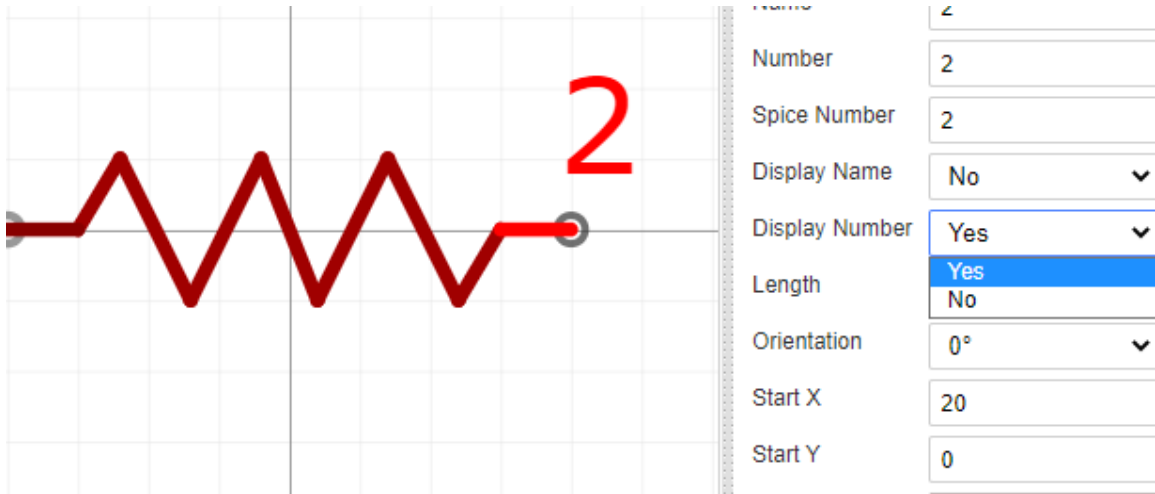 2
Number
2
Spice Number
2
Display Name
No
Display Number
Yes
Yes
No
Length
Orientation
0°
Start X
20
Start Y
0